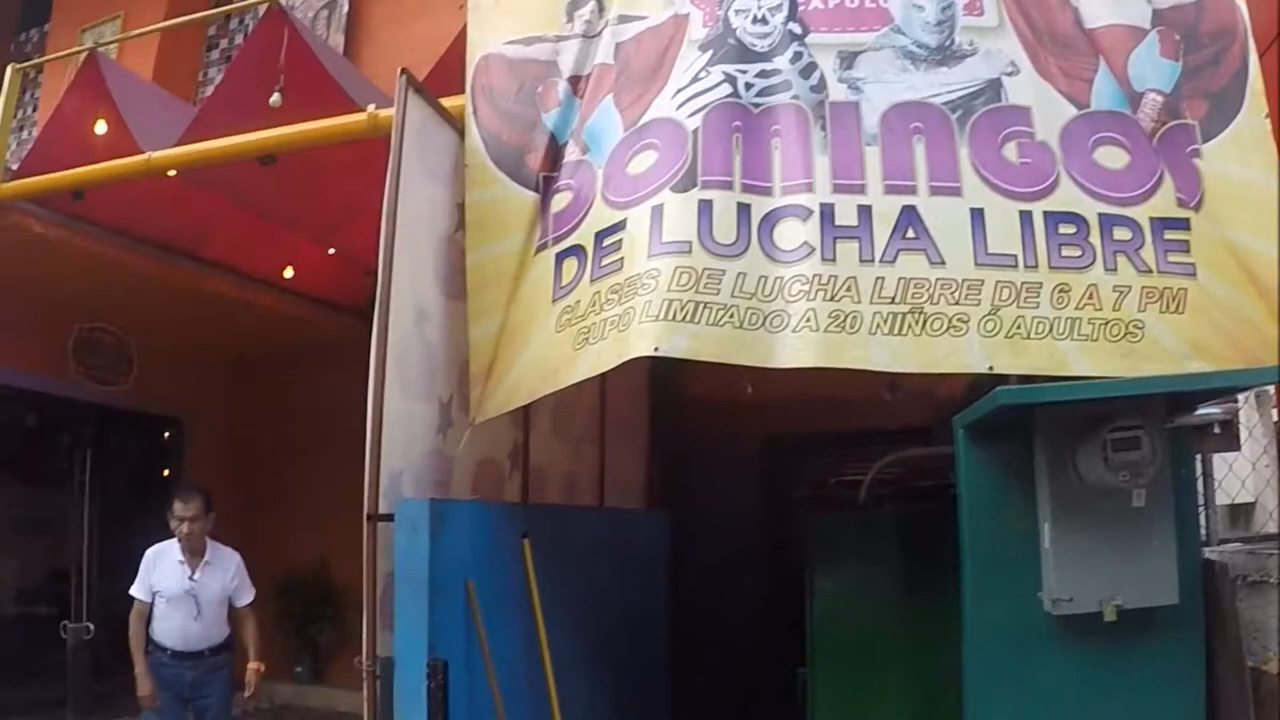 DOMINGOS
DE LUCHA LIBRE
CLASES DE LUCHA LIBRE DE 6 A 7 PM
CUPO LIMITADO A 20 NIÑOS Ó ADULTOS